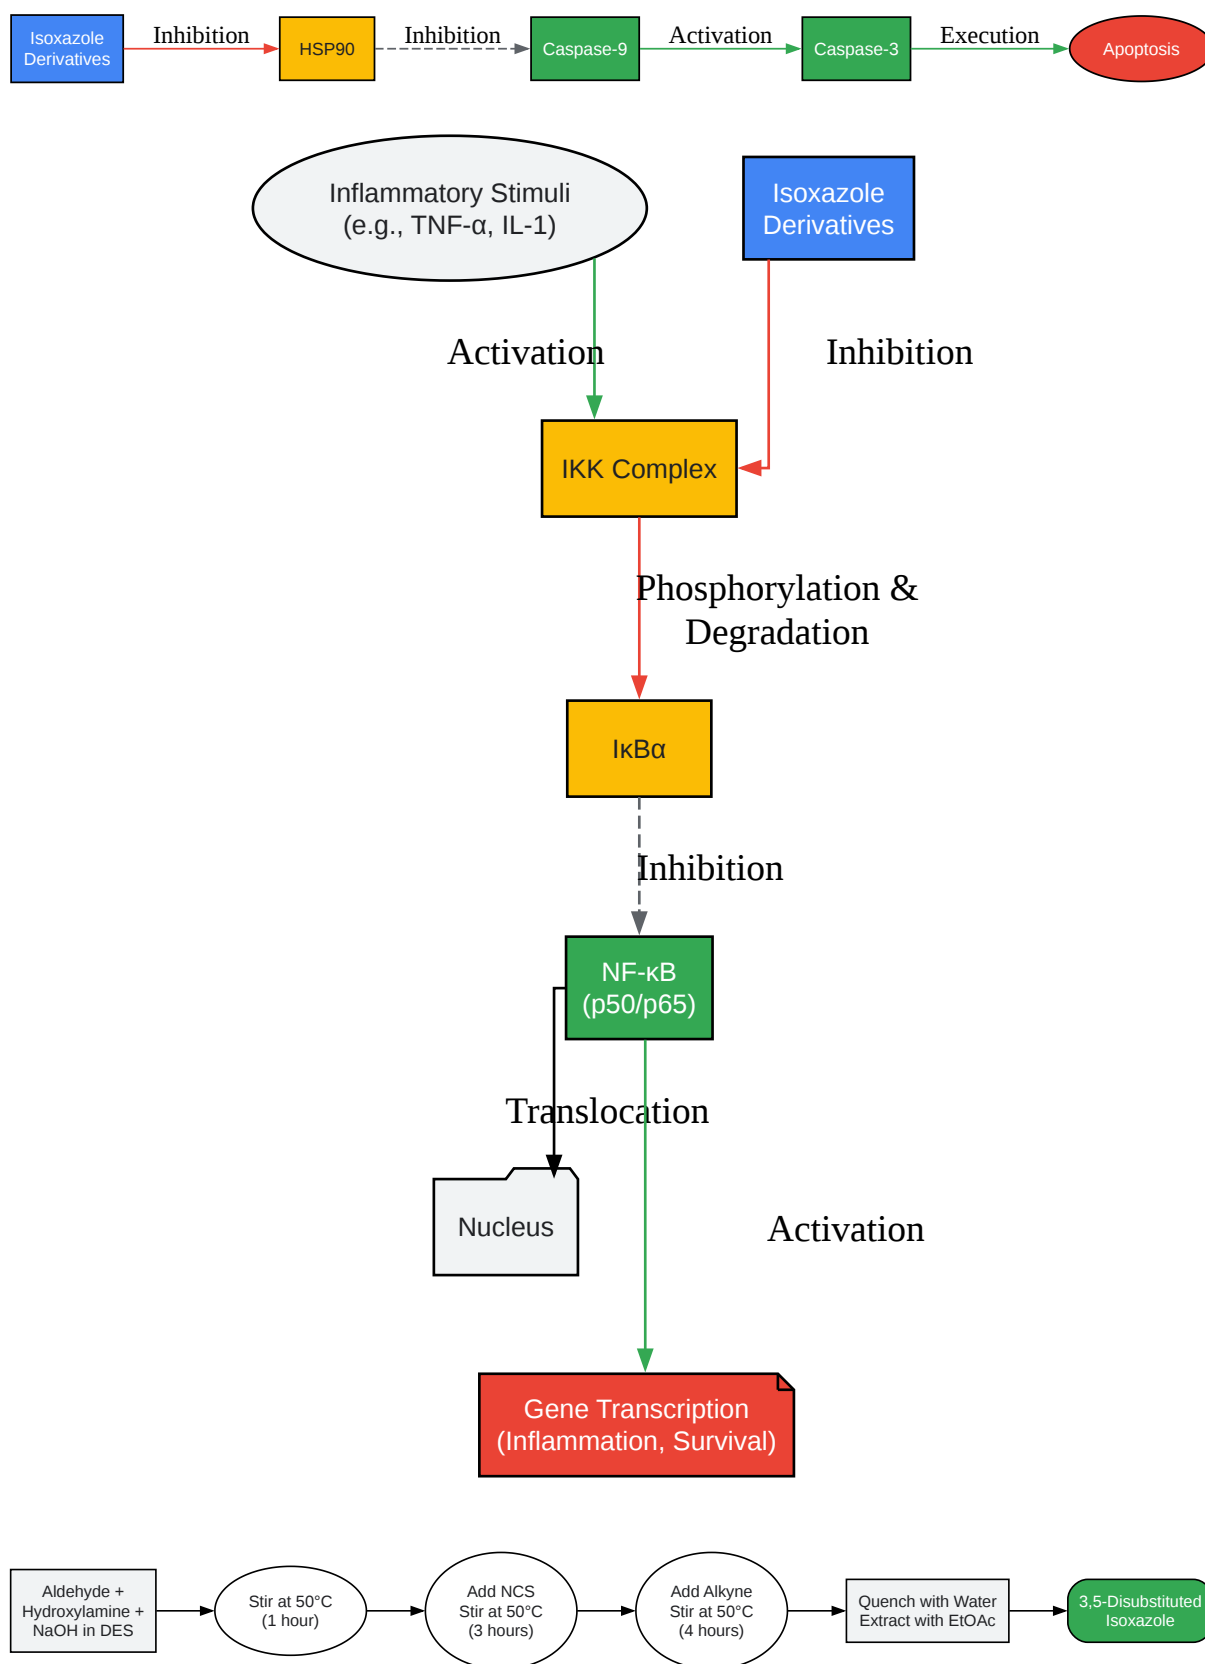 Isoxazole
Derivatives
Inhibition
HSP90
Inhibition
Caspase-9
Activation
Caspase-3
Execution
Apoptosis
Inflammatory Stimuli
(e.g., TNF-α, IL-1)
Isoxazole
Derivatives
Activation
Inhibition
IKK Complex
Phosphorylation &
Degradation
IκBα
Inhibition
NF-κB
(p50/p65)
Translocation
Nucleus
Activation
Gene Transcription
(Inflammation, Survival)
Aldehyde +
Hydroxylamine +
NaOH in DES
Stir at 50°C
(1 hour)
Add NCS
Stir at 50°C
(3 hours)
Add Alkyne
Stir at 50°C
(4 hours)
Quench with Water
Extract with EtOAc
3,5-Disubstituted
Isoxazole